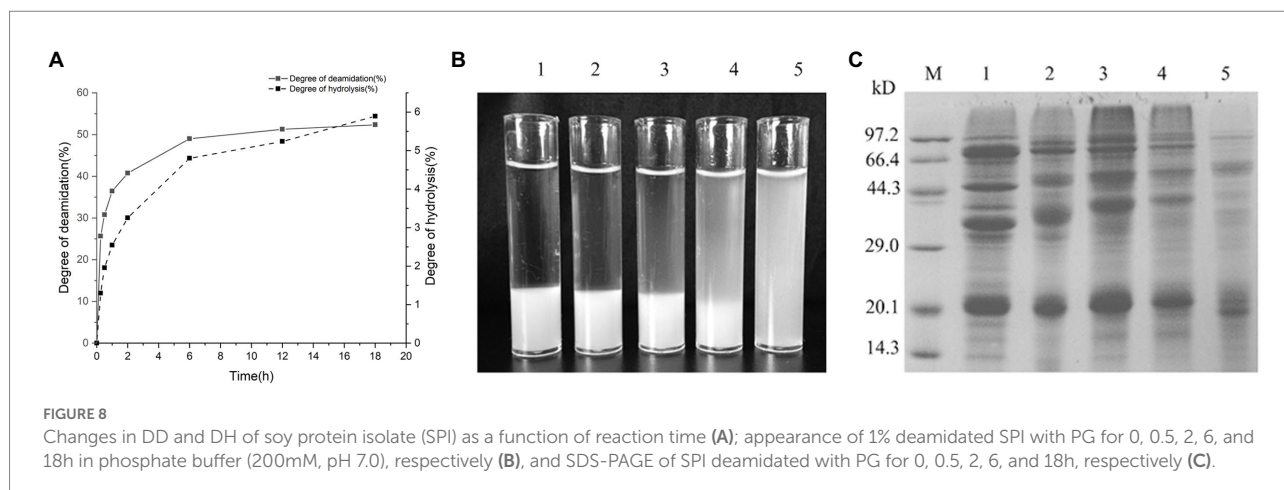 A
Degree of deamidation(%)
Degree of hydrolysis(%)
60
50
40
30
20
10
0
Degree of deamidation(%)
6
5
4
3
2
1
0
Degree of hydrolysis(%)
0 2 4 6 8 10 12 14 16 18 20
Time(h)
B
1 2 3 4 5
C
kD M 1 2 3 4 5
97.2
66.4
44.3
29.0
20.1
14.3
FIGURE 8
Changes in DD and DH of soy protein isolate (SPI) as a function of reaction time (A); appearance of 1% deamidated SPI with PG for 0, 0.5, 2, 6, and
18h in phosphate buffer (200mM, pH 7.0), respectively (B), and SDS-PAGE of SPI deamidated with PG for 0, 0.5, 2, 6, and 18h, respectively (C).